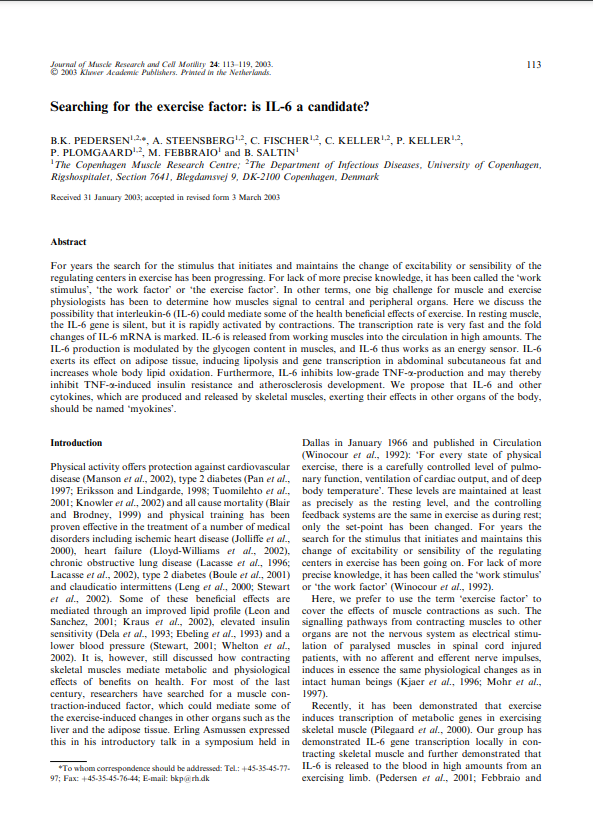 Journal of Muscle Research and Cell Motility 24: 113–119, 2003.
113
© 2003 Kluwer Academic Publishers. Printed in the Netherlands.
Searching for the exercise factor: is IL-6 a candidate?
B.K. PEDERSEN1,2,*, A. STEENSBERG1,2, C. FISCHER1,2, C. KELLER1,2, P. KELLER1,2,
P. PLOMGAARD1,2, M. FEBBRAIO1 and B. SALTIN1
1The Copenhagen Muscle Research Centre; 2The Department of Infectious Diseases, University of Copenhagen,
Rigshospitalet, Section 7641, Blegdamsvej 9, DK-2100 Copenhagen, Denmark
Received 31 January 2003; accepted in revised form 3 March 2003
Abstract
For years the search for the stimulus that initiates and maintains the change of excitability or sensibility of the
regulating centers in exercise has been progressing. For lack of more precise knowledge, it has been called the ‘work
stimulus’, ‘the work factor’ or ‘the exercise factor’. In other terms, one big challenge for muscle and exercise
physiologists has been to determine how muscles signal to central and peripheral organs. Here we discuss the
possibility that interleukin-6 (IL-6) could mediate some of the health beneficial effects of exercise. In resting muscle,
the IL-6 gene is silent, but it is rapidly activated by contractions. The transcription rate is very fast and the fold
changes of IL-6 mRNA is marked. IL-6 is released from working muscles into the circulation in high amounts. The
IL-6 production is modulated by the glycogen content in muscles, and IL-6 thus works as an energy sensor. IL-6
exerts its effect on adipose tissue, inducing lipolysis and gene transcription in abdominal subcutaneous fat and
increases whole body lipid oxidation. Furthermore, IL-6 inhibits low-grade TNF-α-production and may thereby
inhibit TNF-α-induced insulin resistance and atherosclerosis development. We propose that IL-6 and other
cytokines, which are produced and released by skeletal muscles, exerting their effects in other organs of the body,
should be named ‘myokines’.
Introduction
Physical activity offers protection against cardiovascular
disease (Manson et al., 2002), type 2 diabetes (Pan et al.,
1997; Eriksson and Lindgarde, 1998; Tuomilehto et al.,
2001; Knowler et al., 2002) and all cause mortality (Blair
and Brodney, 1999) and physical training has been
proven effective in the treatment of a number of medical
disorders including ischemic heart disease (Jolliffe et al.,
2000), heart failure (Lloyd-Williams et al., 2002),
chronic obstructive lung disease (Lacasse et al., 1996;
Lacasse et al., 2002), type 2 diabetes (Boule et al., 2001)
and claudicatio intermittens (Leng et al., 2000; Stewart
et al., 2002). Some of these beneficial effects are
mediated through an improved lipid profile (Leon and
Sanchez, 2001; Kraus et al., 2002), elevated insulin
sensitivity (Dela et al., 1993; Ebeling et al., 1993) and a
lower blood pressure (Stewart, 2001; Whelton et al.,
2002). It is, however, still discussed how contracting
skeletal muscles mediate metabolic and physiological
effects of benefits on health. For most of the last
century, researchers have searched for a muscle con-
traction-induced factor, which could mediate some of
the exercise-induced changes in other organs such as the
liver and the adipose tissue. Erling Asmussen expressed
this in his introductory talk in a symposium held in
*To whom correspondence should be addressed: Tel.: +45-35-45-77-
97; Fax: +45-35-45-76-44; E-mail: bkp@rh.dk
Dallas in January 1966 and published in Circulation
(Winocour et al., 1992): ‘For every state of physical
exercise, there is a carefully controlled level of pulmo-
nary function, ventilation of cardiac output, and of deep
body temperature’. These levels are maintained at least
as precisely as the resting level, and the controlling
feedback systems are the same in exercise as during rest;
only the set-point has been changed. For years the
search for the stimulus that initiates and maintains this
change of excitability or sensibility of the regulating
centers in exercise has been going on. For lack of more
precise knowledge, it has been called the ‘work stimulus’
or ‘the work factor’ (Winocour et al., 1992).
Here, we prefer to use the term ‘exercise factor’ to
cover the effects of muscle contractions as such. The
signalling pathways from contracting muscles to other
organs are not the nervous system as electrical stimu-
lation of paralysed muscles in spinal cord injured
patients, with no afferent or efferent nerve impulses,
induces in essence the same physiological changes as in
intact human beings (Kjaer et al., 1996; Mohr et al.,
1997).
Recently, it has been demonstrated that exercise
induces transcription of metabolic genes in exercising
skeletal muscle (Pilegaard et al., 2000). Our group has
demonstrated IL-6 gene transcription locally in con-
tracting skeletal muscle and further demonstrated that
IL-6 is released to the blood in high amounts from an
exercising limb. (Pedersen et al., 2001; Febbraio and